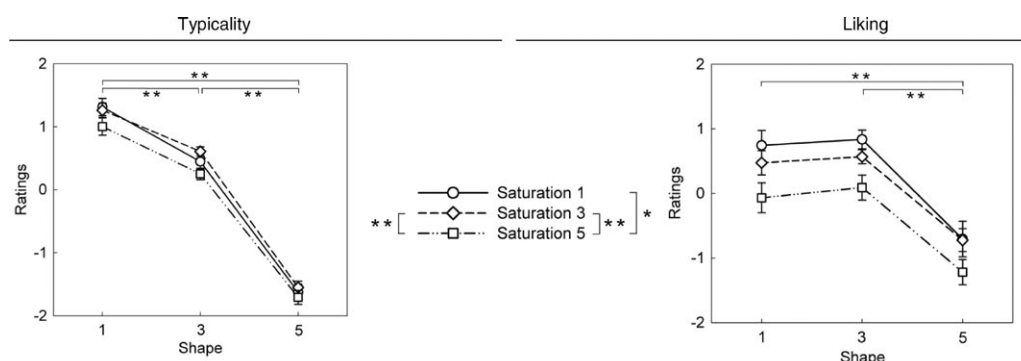 Typicality
Liking
2
1
0
-1
-2
Ratings
**
**
**
1
3
5
Shape
Saturation 1
Saturation 3
Saturation 5
**
**
*
2
1
0
-1
-2
Ratings
**
**
1
3
5
Shape